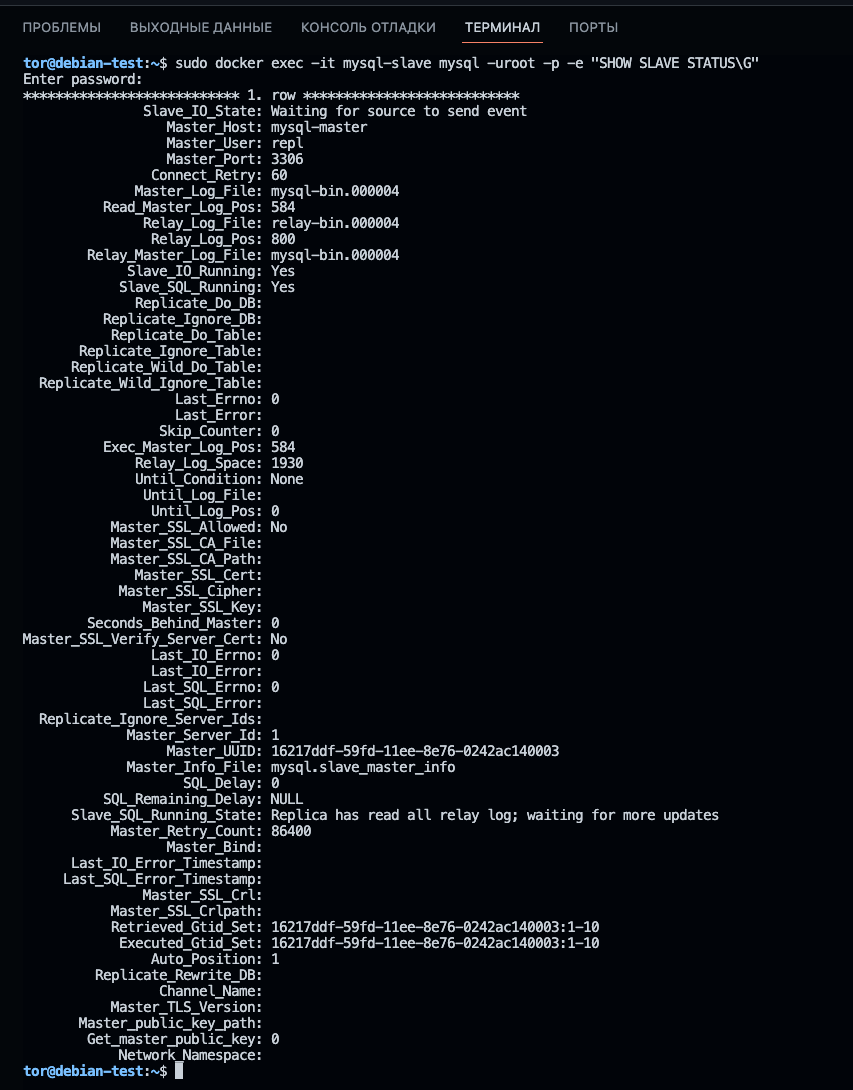 ПРОБЛЕМЫ ВЫХОДНЫЕ ДАННЫЕ КОНСОЛЬ ОТЛАДКИ ТЕРМИНАЛ ПОРТЫ
tor@debian-test:~$ sudo docker exec -it mysql-slave mysql -uroot -p -e "SHOW SLAVE STATUS\G"
Enter password:
*************************** 1. row ***************************
Slave_IO_State: Waiting for source to send event
Master_Host: mysql-master
Master_User: repl
Master_Port: 3306
Connect_Retry: 60
Master_Log_File: mysql-bin.000004
Read_Master_Log_Pos: 584
Relay_Log_File: relay-bin.000004
Relay_Log_Pos: 800
Relay_Master_Log_File: mysql-bin.000004
Slave_IO_Running: Yes
Slave_SQL_Running: Yes
Replicate_Do_DB:
Replicate_Ignore_DB:
Replicate_Do_Table:
Replicate_Ignore_Table:
Replicate_Wild_Do_Table:
Replicate_Wild_Ignore_Table:
Last_Errno: 0
Last_Error:
Skip_Counter: 0
Exec_Master_Log_Pos: 584
Relay_Log_Space: 1930
Until_Condition: None
Until_Log_File:
Until_Log_Pos: 0
Master_SSL_Allowed: No
Master_SSL_CA_File:
Master_SSL_CA_Path:
Master_SSL_Cert:
Master_SSL_Cipher:
Master_SSL_Key:
Seconds_Behind_Master: 0
Master_SSL_Verify_Server_Cert: No
Last_IO_Errno: 0
Last_IO_Error:
Last_SQL_Errno: 0
Last_SQL_Error:
Replicate_Ignore_Server_Ids:
Master_Server_Id: 1
Master_UUID: 16217ddf-59fd-11ee-8e76-0242ac140003
Master_Info_File: mysql.slave_master_info
SQL_Delay: 0
SQL_Remaining_Delay: NULL
Slave_SQL_Running_State: Replica has read all relay log; waiting for more updates
Master_Retry_Count: 86400
Master_Bind:
Last_IO_Error_Timestamp:
Last_SQL_Error_Timestamp:
Master_SSL_Crl:
Master_SSL_Crlpath:
Retrieved_Gtid_Set: 16217ddf-59fd-11ee-8e76-0242ac140003:1-10
Executed_Gtid_Set: 16217ddf-59fd-11ee-8e76-0242ac140003:1-10
Auto_Position: 1
Replicate_Rewrite_DB:
Channel_Name:
Master_TLS_Version:
Master_public_key_path:
Get_master_public_key: 0
Network_Namespace:
tor@debian-test:~$